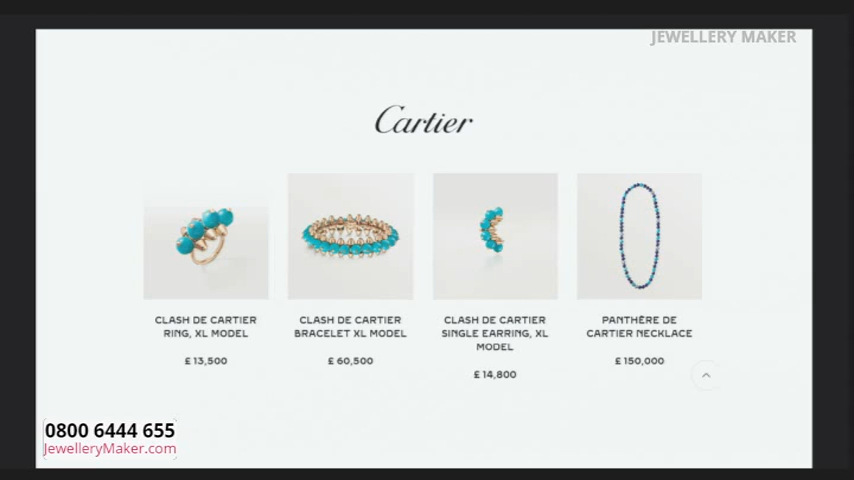 JEWELLERY MAKER
Cartier
CLASH DE CARTIER
RING, XL MODEL
£ 13,500
CLASH DE CARTIER
BRACELET XL MODEL
£ 60,500
CLASH DE CARTIER
SINGLE EARRING, XL
MODEL
£ 14,800
PANTHÈRE DE
CARTIER NECKLACE
£ 150,000
0800 6444 655
JewelleryMaker.com